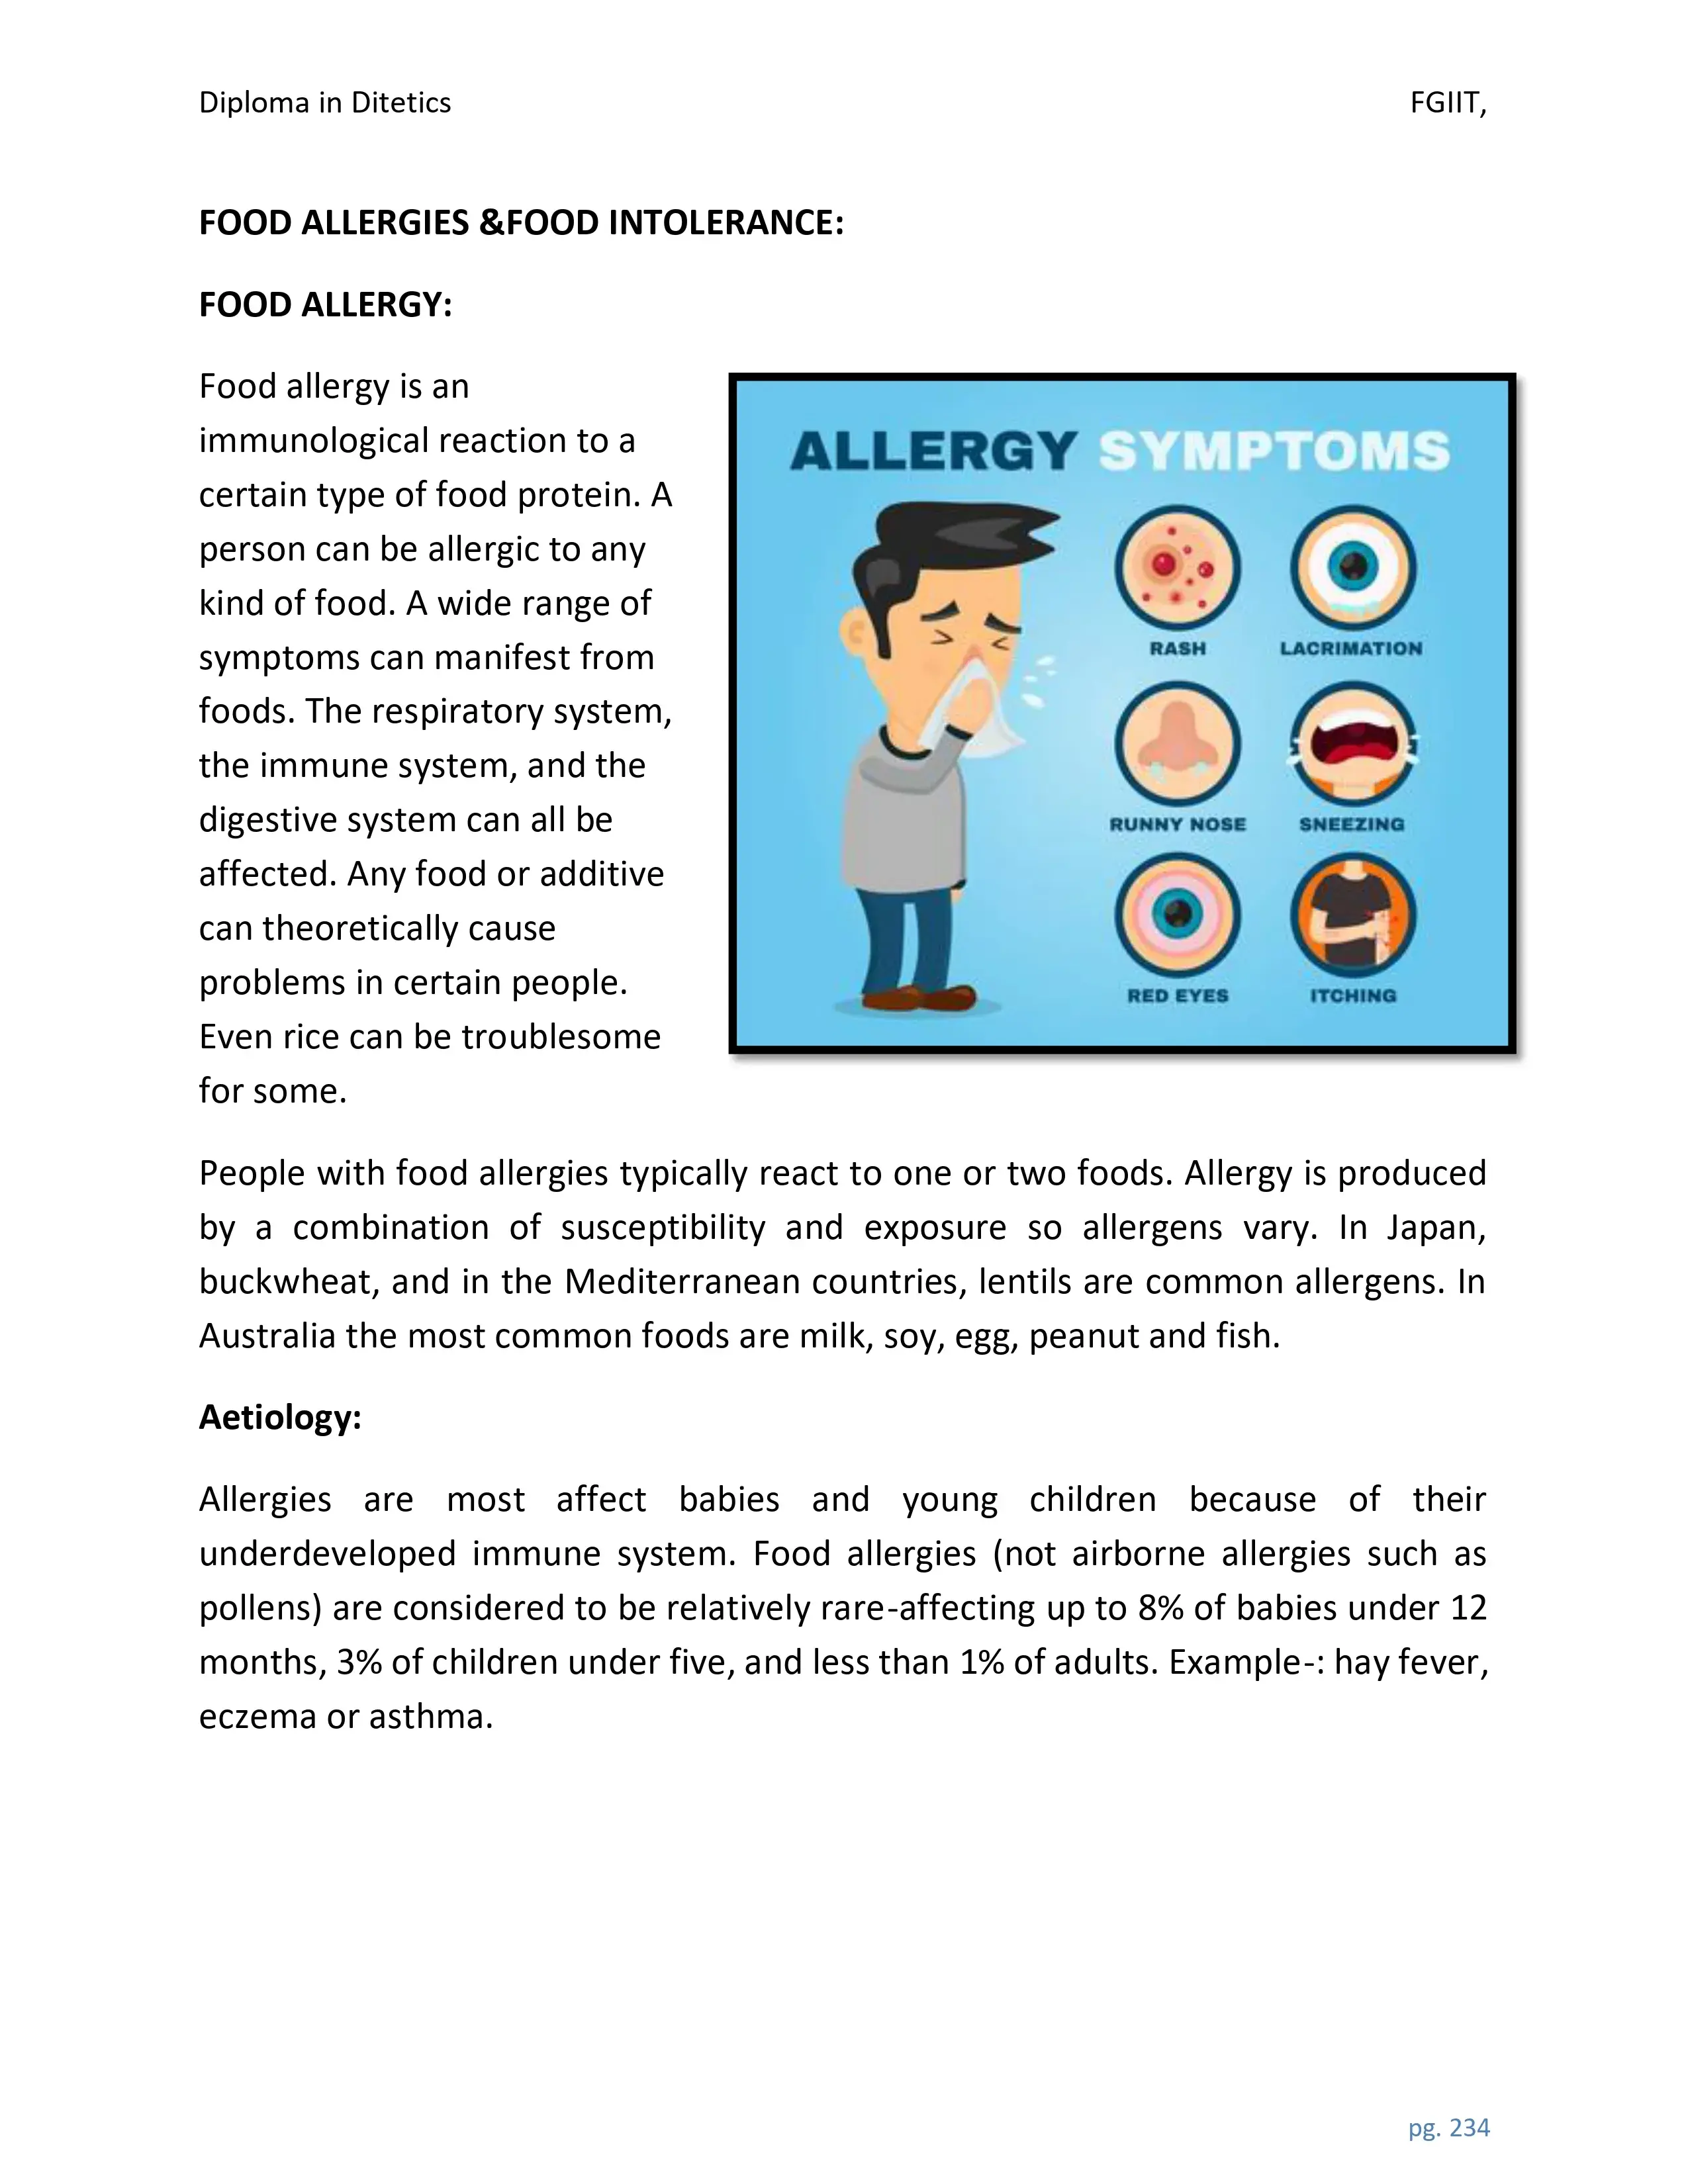 Diploma in Ditetics FGIIT,
FOOD ALLERGIES &FOOD INTOLERANCE:
FOOD ALLERGY:
Food allergy is an
immunological reaction to a
certain type of food protein. A
person can be allergic to any
kind of food. A wide range of
symptoms can manifest from
foods. The respiratory system,
the immune system, and the
digestive system can all be
affected. Any food or additive
can theoretically cause
problems in certain people.
Even rice can be troublesome
for some.
ALLERGY SYMPTOMS
RASH LACRIMATION
RUNNY NOSE SNEEZING
RED EYES ITCHING
People with food allergies typically react to one or two foods. Allergy is produced
by a combination of susceptibility and exposure so allergens vary. In Japan,
buckwheat, and in the Mediterranean countries, lentils are common allergens. In
Australia the most common foods are milk, soy, egg, peanut and fish.
Aetiology:
Allergies are most affect babies and young children because of their
underdeveloped immune system. Food allergies (not airborne allergies such as
pollens) are considered to be relatively rare-affecting up to 8% of babies under 12
months, 3% of children under five, and less than 1% of adults. Example-: hay fever,
eczema or asthma.
pg. 234